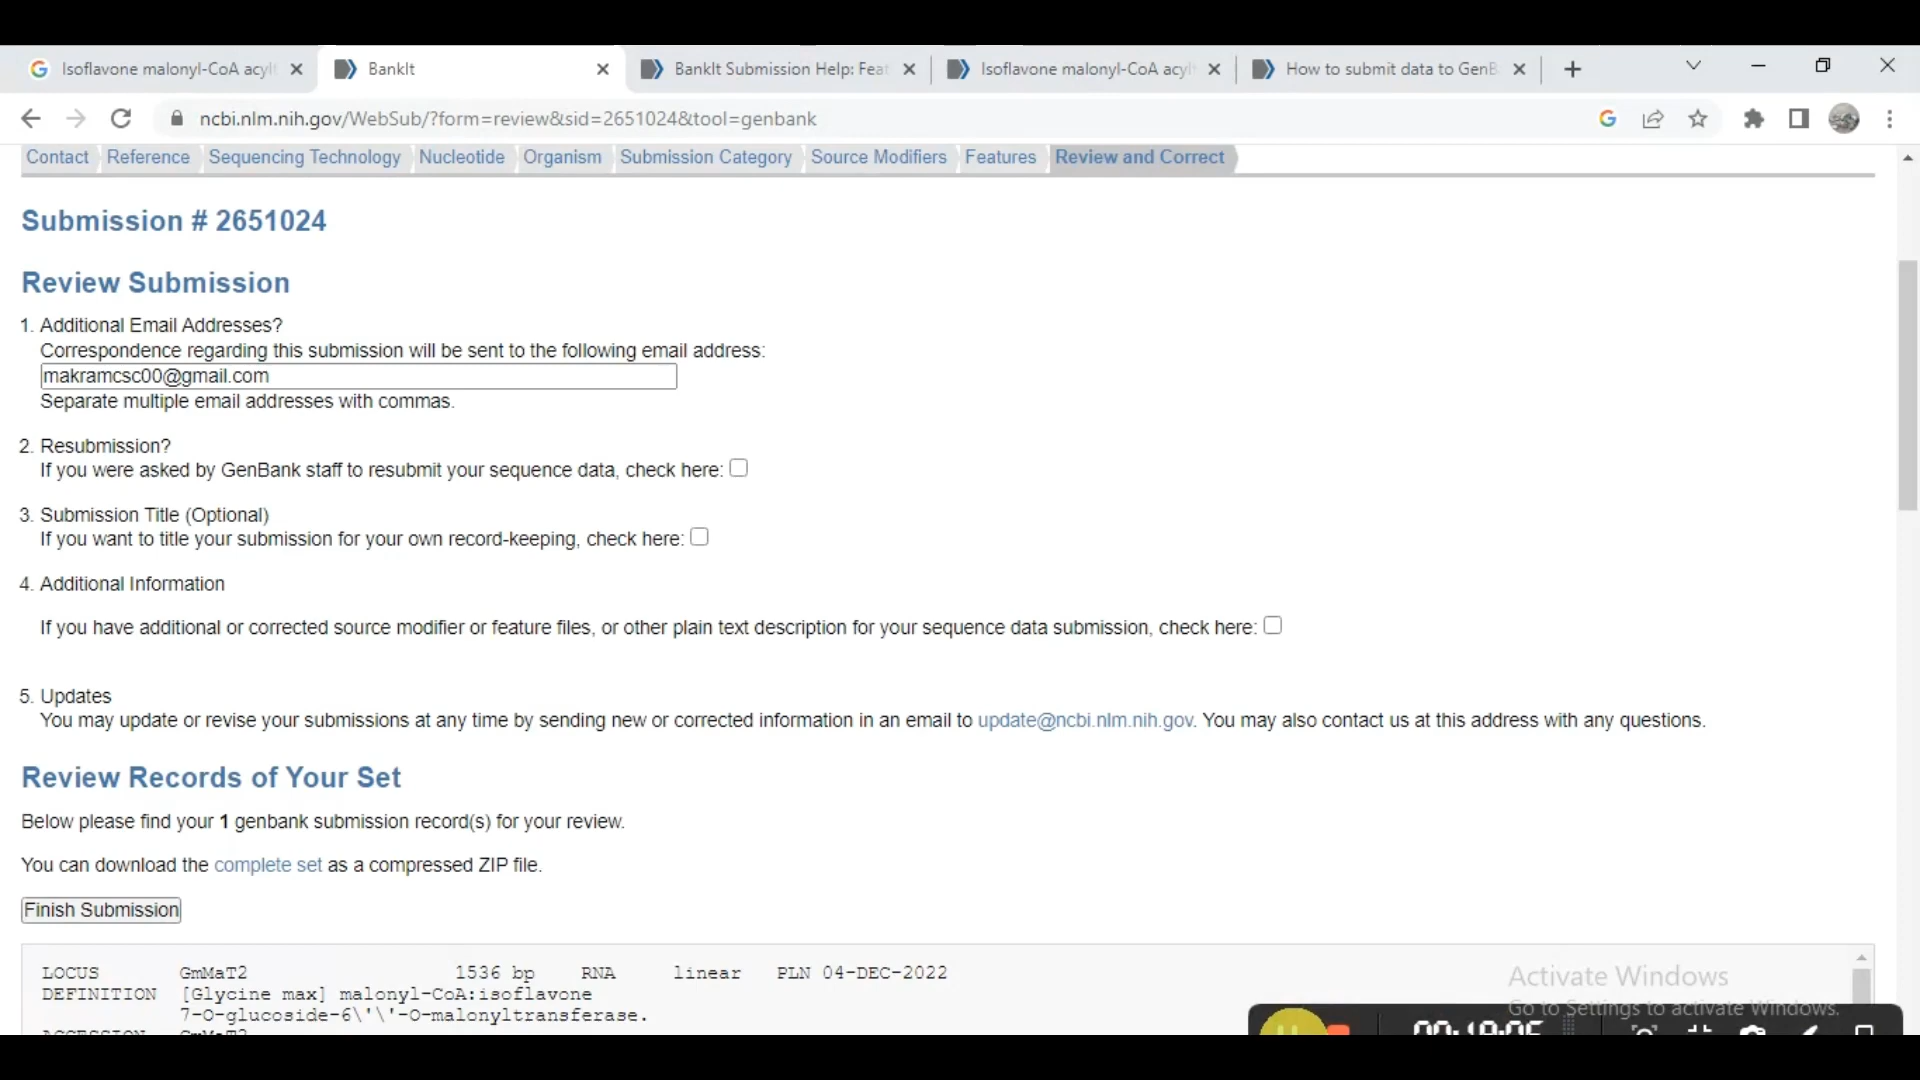 Isoflavone malonyl-CoA acylt
BankIt
BankIt Submission Help: Feat
Isoflavone malonyl-CoA acylt
How to submit data to GenB
ncbi.nlm.nih.gov/WebSub/?form=review&sid=2651024&tool=genbank
Contact Reference Sequencing Technology Nucleotide Organism Submission Category Source Modifiers Features Review and Correct
Submission # 2651024
Review Submission
1. Additional Email Addresses?
Correspondence regarding this submission will be sent to the following email address:
makramcsc00@gmail.com
Separate multiple email addresses with commas.
2. Resubmission?
If you were asked by GenBank staff to resubmit your sequence data, check here:
3. Submission Title (Optional)
If you want to title your submission for your own record-keeping, check here:
4. Additional Information
If you have additional or corrected source modifier or feature files, or other plain text description for your sequence data submission, check here:
5. Updates
You may update or revise your submissions at any time by sending new or corrected information in an email to update@ncbi.nlm.nih.gov. You may also contact us at this address with any questions.
Review Records of Your Set
Below please find your 1 genbank submission record(s) for your review.
You can download the complete set as a compressed ZIP file.
Finish Submission
LOCUS GmMaT2 1536 bp RNA linear PLN 04-DEC-2022
DEFINITION [Glycine max] malonyl-CoA:isoflavone
7-O-glucoside-6\'\'-O-malonyltransferase.
ACCESSION GmMaT2
Activate Windows
Go to Settings to activate Windows.